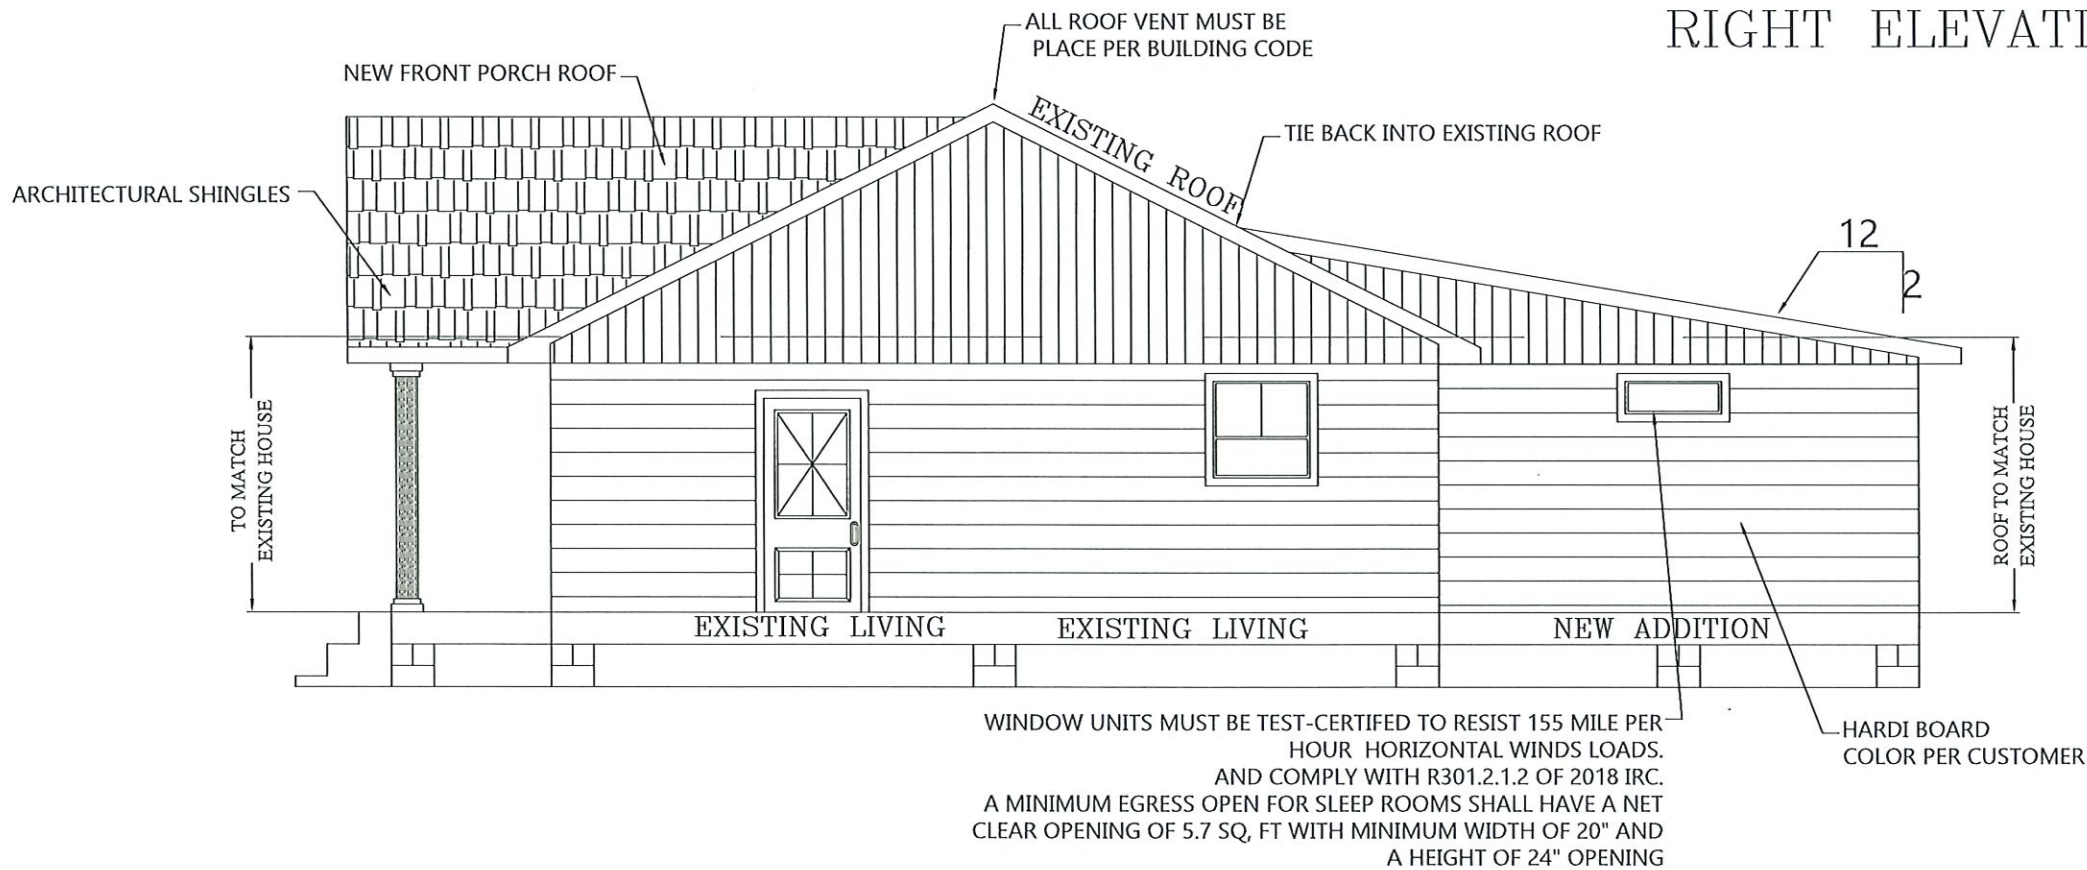 RIGHT ELEVATI
ALL ROOF VENT MUST BE
PLACE PER BUILDING CODE
NEW FRONT PORCH ROOF
EXISTING ROOF
TIE BACK INTO EXISTING ROOF
ARCHITECTURAL SHINGLES
12
2
TO MATCH
EXISTING HOUSE
ROOF TO MATCH
EXISTING HOUSE
EXISTING LIVING
EXISTING LIVING
NEW ADDITION
WINDOW UNITS MUST BE TEST-CERTIFED TO RESIST 155 MILE PER
HOUR HORIZONTAL WINDS LOADS.
AND COMPLY WITH R301.2.1.2 OF 2018 IRC.
A MINIMUM EGRESS OPEN FOR SLEEP ROOMS SHALL HAVE A NET
CLEAR OPENING OF 5.7 SQ, FT WITH MINIMUM WIDTH OF 20" AND
A HEIGHT OF 24" OPENING
HARDI BOARD
COLOR PER CUSTOMER